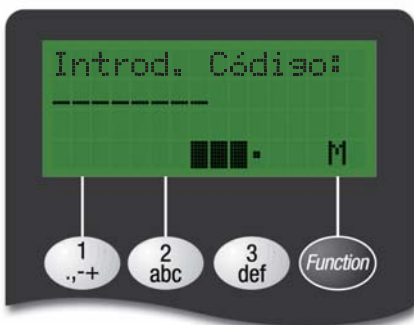 Introd. Código:
--------
M
1 2 3 Function
.,-+ abc def